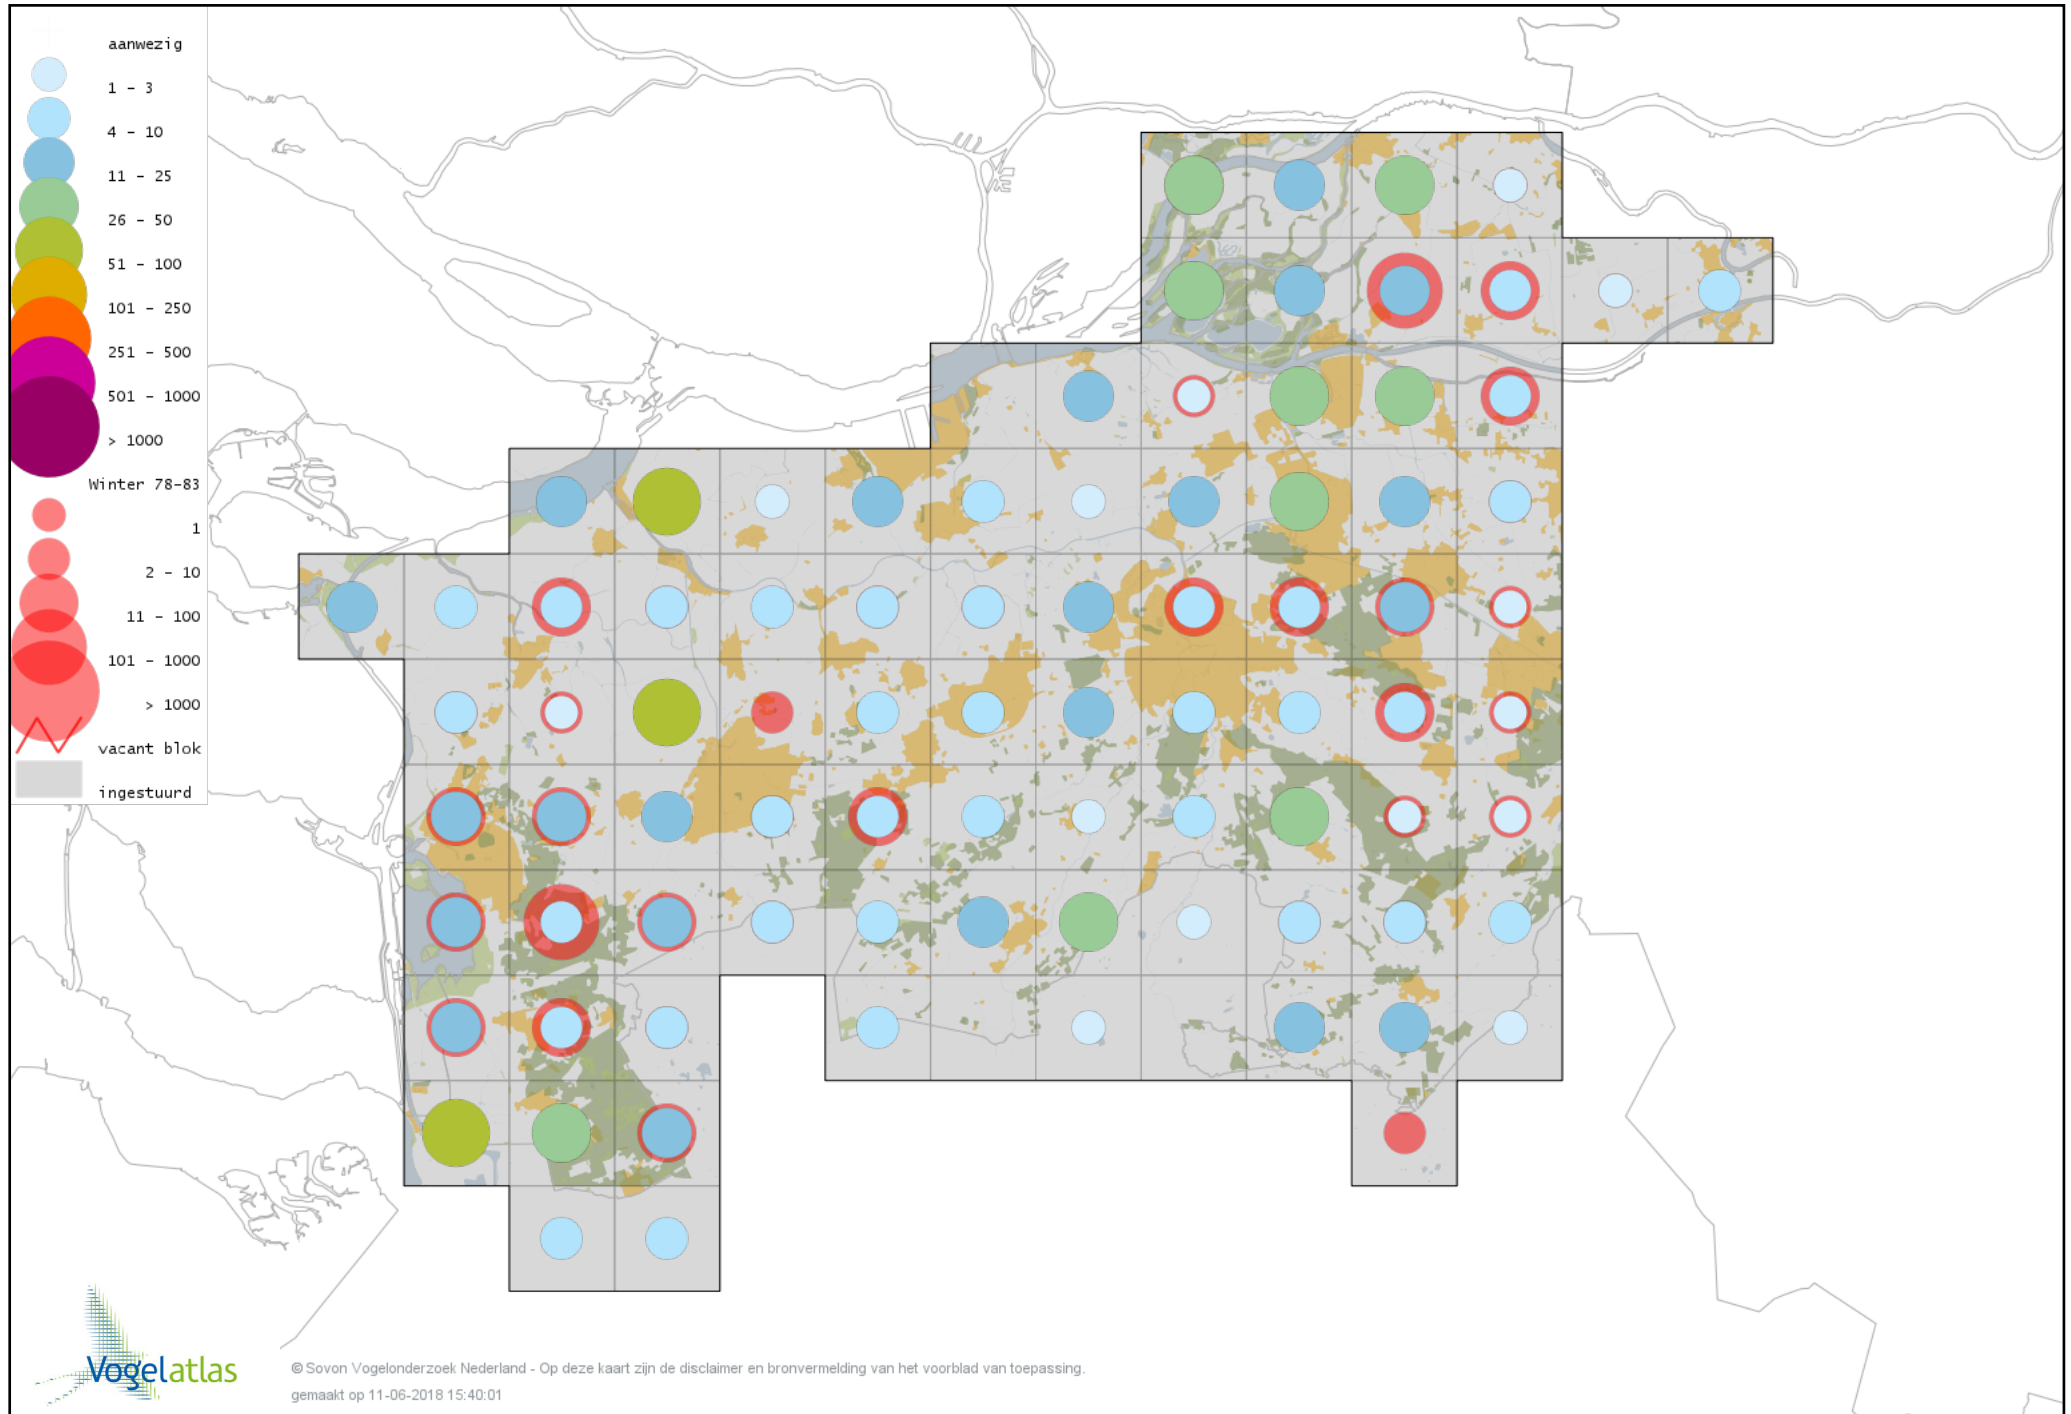 aanwezig
1 - 3
4 - 10
11 - 25
26 - 50
51 - 100
101 - 250
251 - 500
501 - 1000
> 1000
Winter 78-83
1
2 - 10
11 - 100
101 - 1000
> 1000
vacant blok
ingestuurd
Vogelatlas
© Sovon Vogelonderzoek Nederland - Op deze kaart zijn de disclaimer en bronvermelding van het voorblad van toepassing.
gemaakt op 11-06-2018 15:40:01